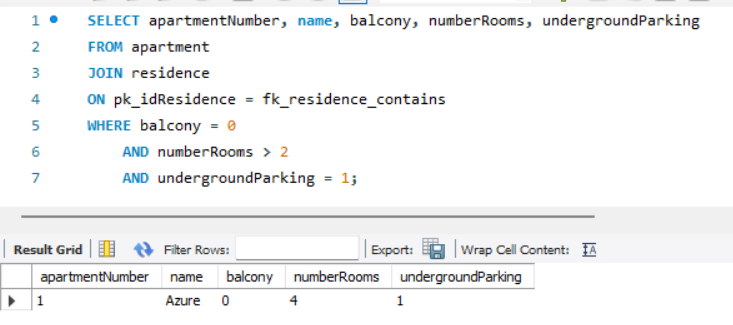 1 SELECT apartmentNumber, name, balcony, numberRooms, undergroundParking
2 FROM apartment
3 JOIN residence
4 ON pk_idResidence = fk_residence_contains
5 WHERE balcony = 0
6 AND numberRooms > 2
7 AND undergroundParking = 1;
Result Grid Filter Rows: Export: Wrap Cell Content:
apartmentNumber name balcony numberRooms undergroundParking
1 Azure 0 4 1